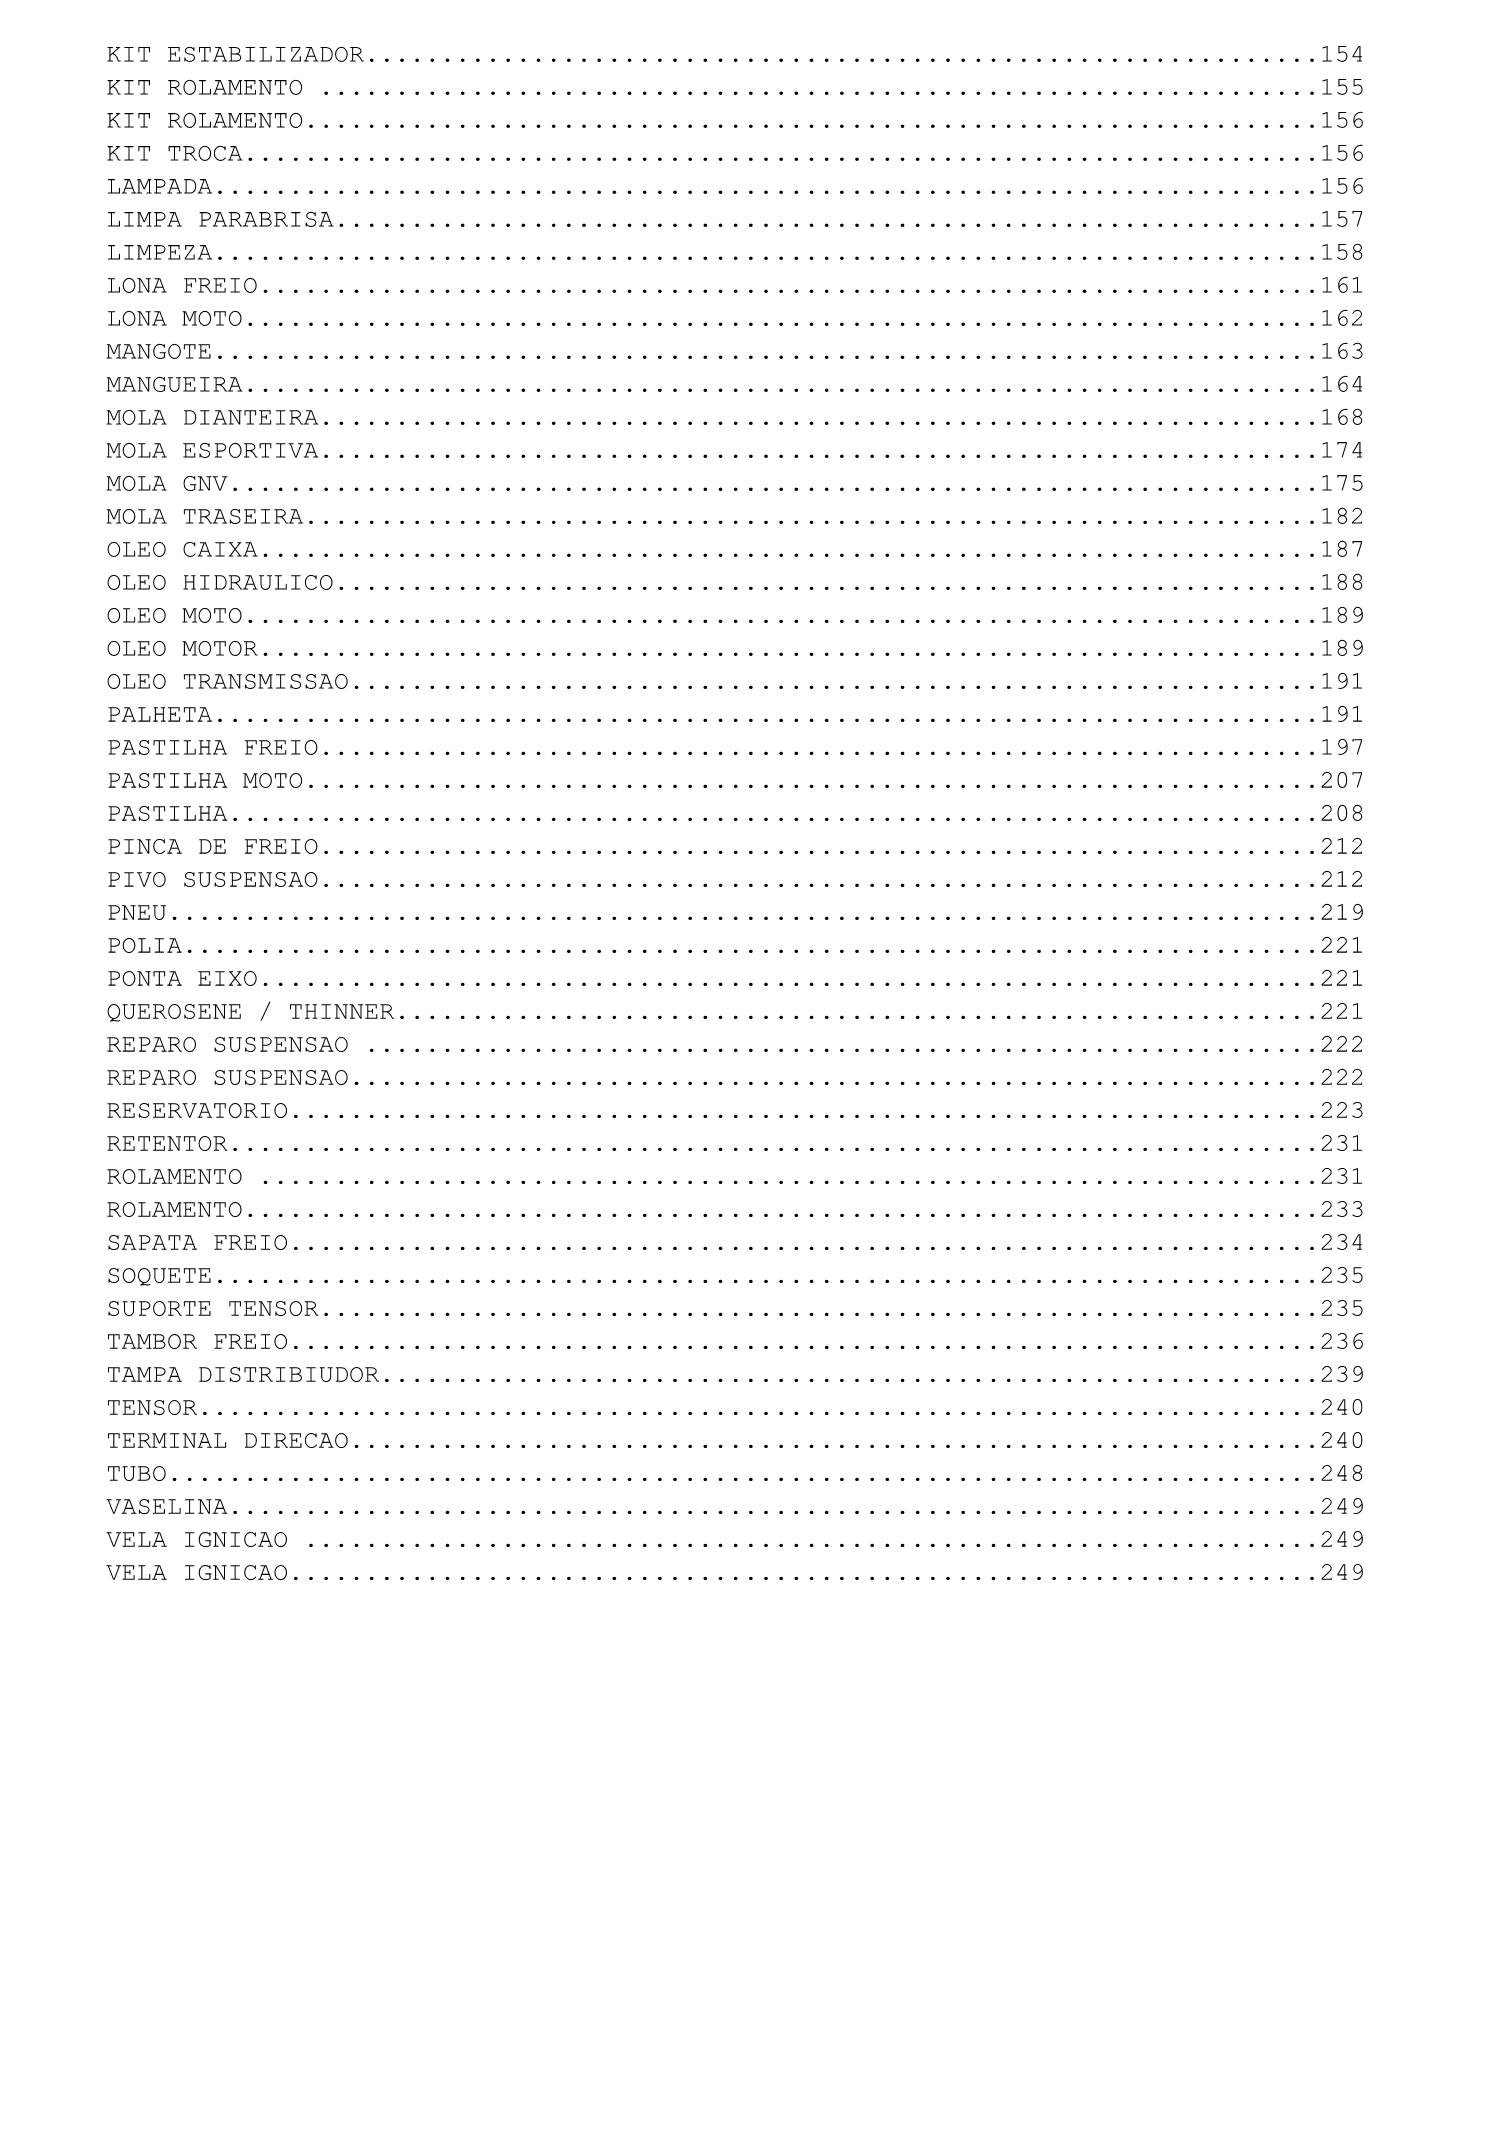 KIT ESTABILIZADOR...............................................................154
KIT ROLAMENTO ..................................................................155
KIT ROLAMENTO...................................................................156
KIT TROCA.......................................................................156
LAMPADA.........................................................................156
LIMPA PARABRISA.................................................................157
LIMPEZA.........................................................................158
LONA FREIO......................................................................161
LONA MOTO.......................................................................162
MANGOTE.........................................................................163
MANGUEIRA.......................................................................164
MOLA DIANTEIRA..................................................................168
MOLA ESPORTIVA..................................................................174
MOLA GNV........................................................................175
MOLA TRASEIRA...................................................................182
OLEO CAIXA......................................................................187
OLEO HIDRAULICO.................................................................188
OLEO MOTO.......................................................................189
OLEO MOTOR......................................................................189
OLEO TRANSMISSAO................................................................191
PALHETA.........................................................................191
PASTILHA FREIO..................................................................197
PASTILHA MOTO...................................................................207
PASTILHA........................................................................208
PINCA DE FREIO..................................................................212
PIVO SUSPENSAO..................................................................212
PNEU............................................................................219
POLIA...........................................................................221
PONTA EIXO......................................................................221
QUEROSENE / THINNER.............................................................221
REPARO SUSPENSAO ...............................................................222
REPARO SUSPENSAO................................................................222
RESERVATORIO....................................................................223
RETENTOR........................................................................231
ROLAMENTO ......................................................................231
ROLAMENTO.......................................................................233
SAPATA FREIO....................................................................234
SOQUETE.........................................................................235
SUPORTE TENSOR..................................................................235
TAMBOR FREIO....................................................................236
TAMPA DISTRIBIUDOR..............................................................239
TENSOR..........................................................................240
TERMINAL DIRECAO................................................................240
TUBO............................................................................248
VASELINA........................................................................249
VELA IGNICAO ...................................................................249
VELA IGNICAO....................................................................249